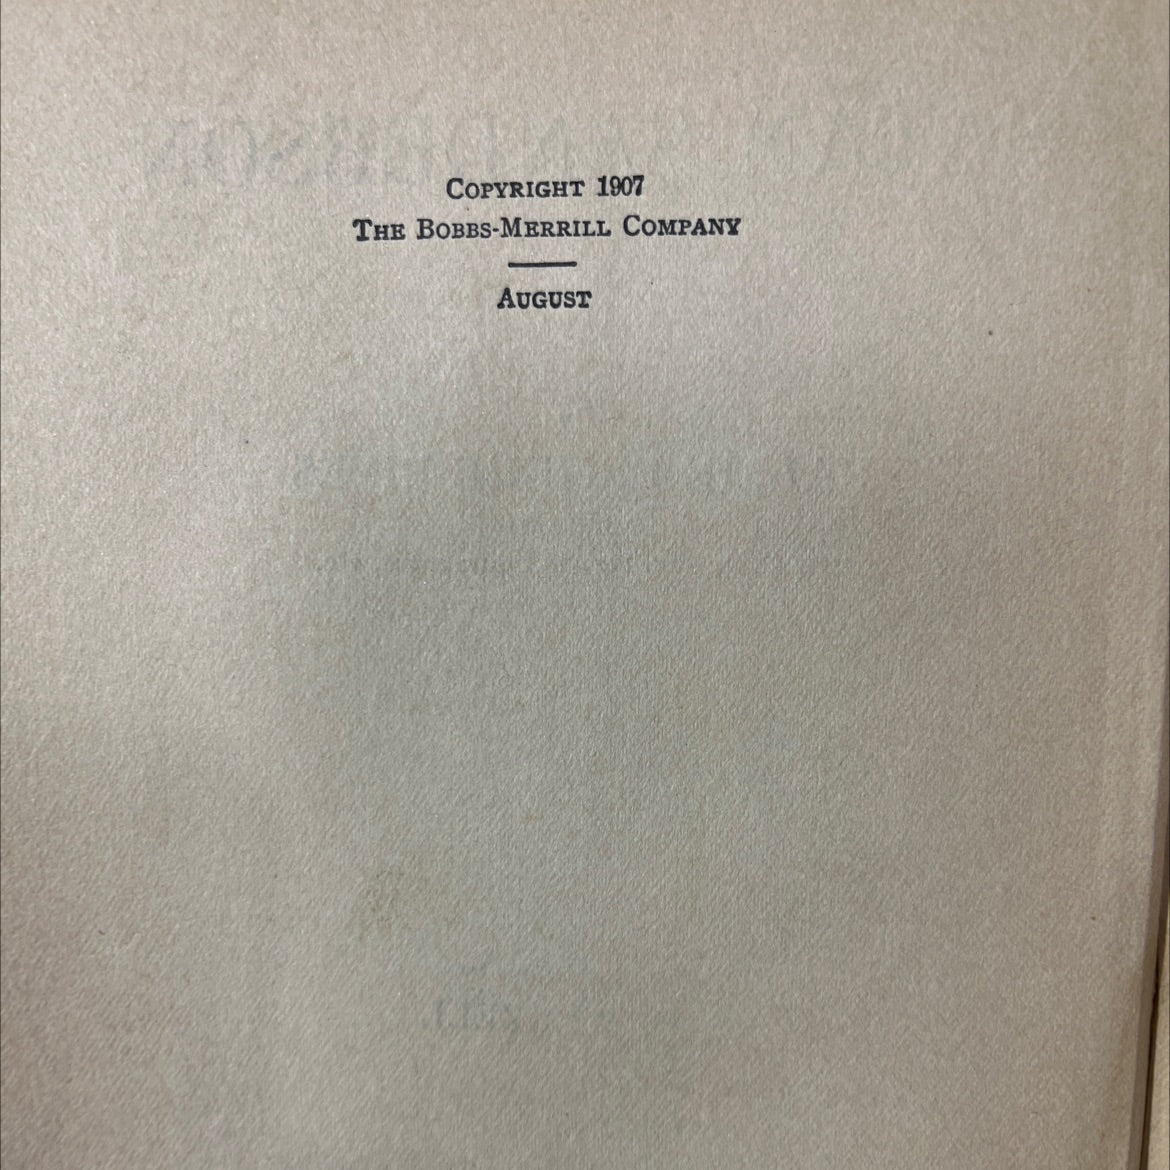 COPYRIGHT 1907
THE BOBBS-MERRILL COMPANY
AUGUST